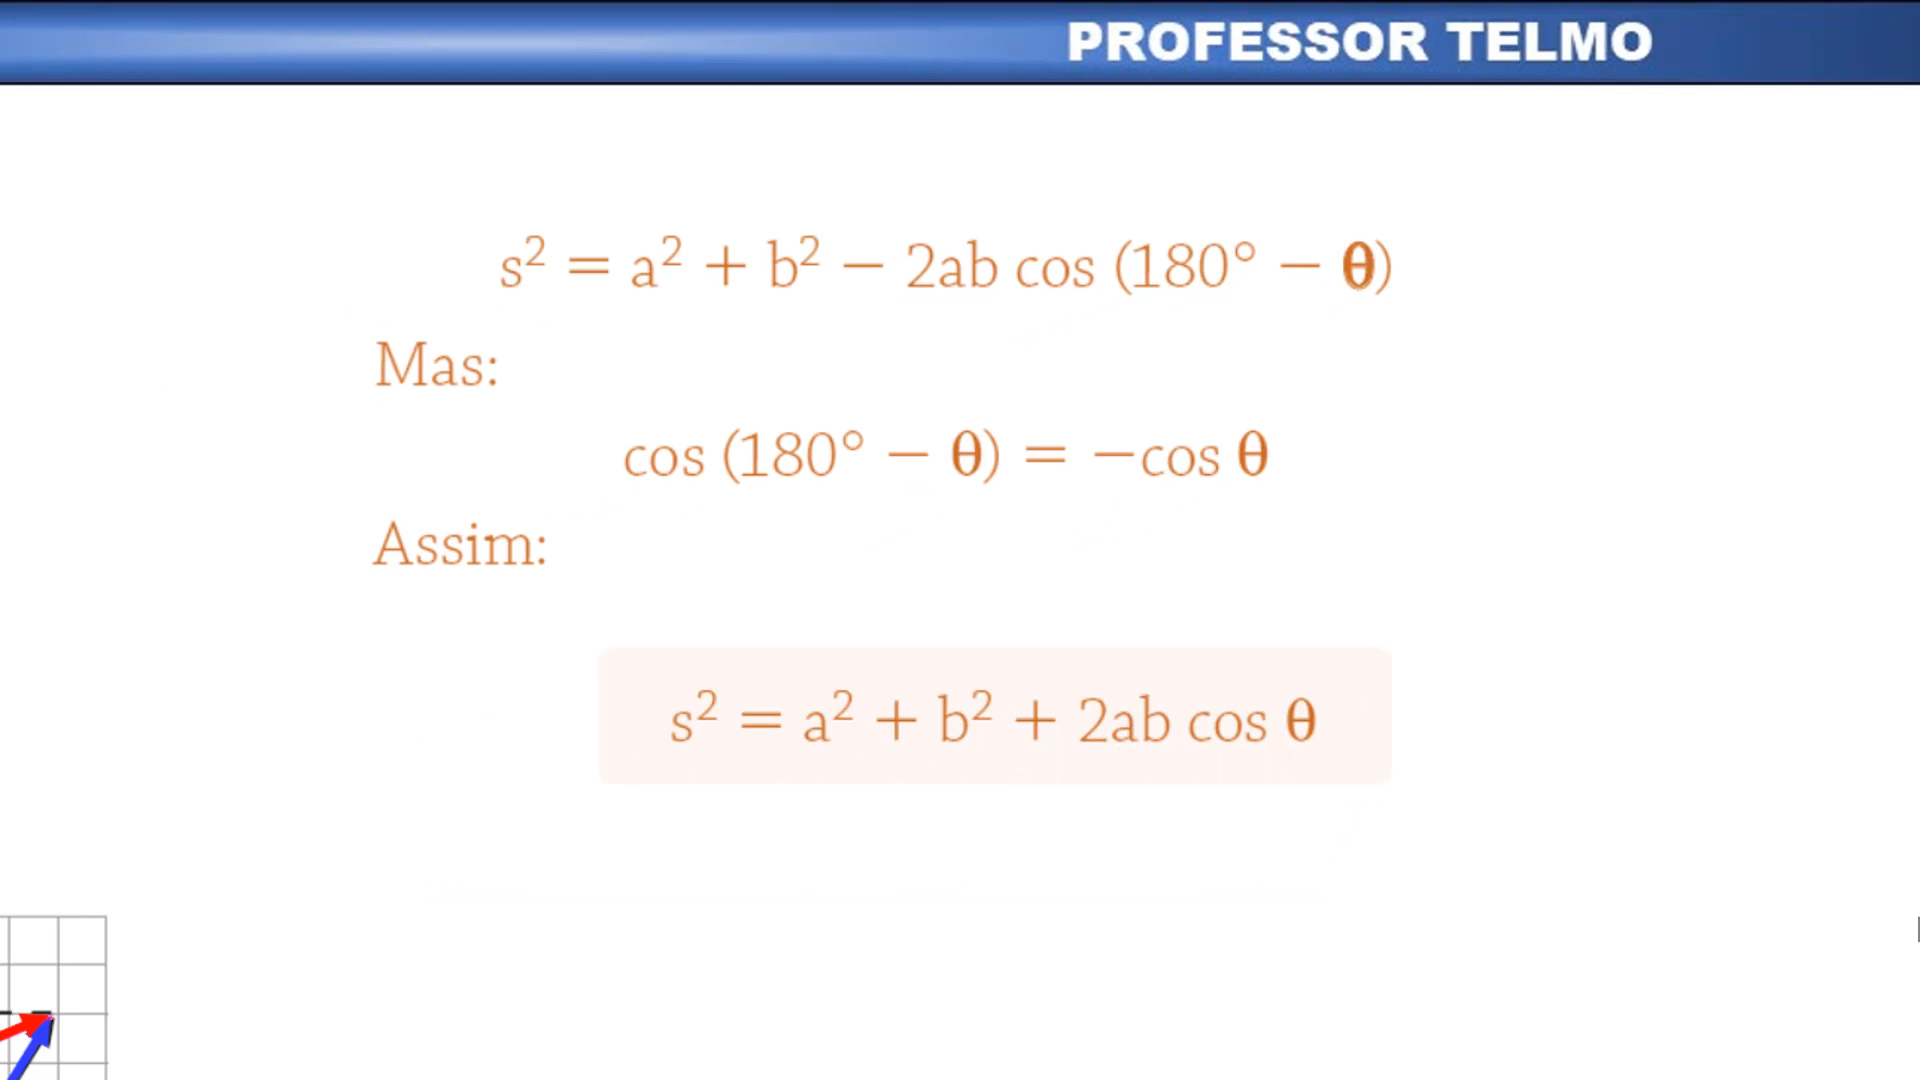 PROFESSOR TELMO
s² = a² + b² − 2ab cos (180° − θ)
Mas:
cos (180° − θ) = −cos θ
Assim:
s² = a² + b² + 2ab cos θ